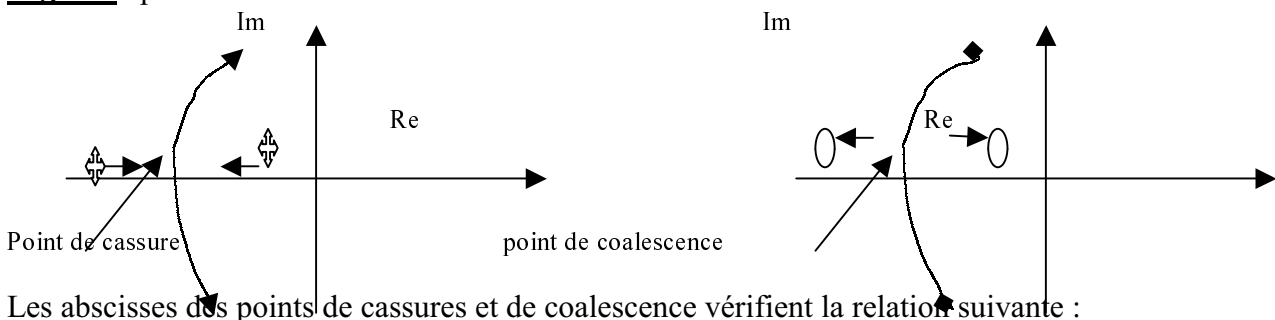 Im Im
Re Re
Point de cassure point de coalescence
Les abscisses des points de cassures et de coalescence vérifient la relation suivante :